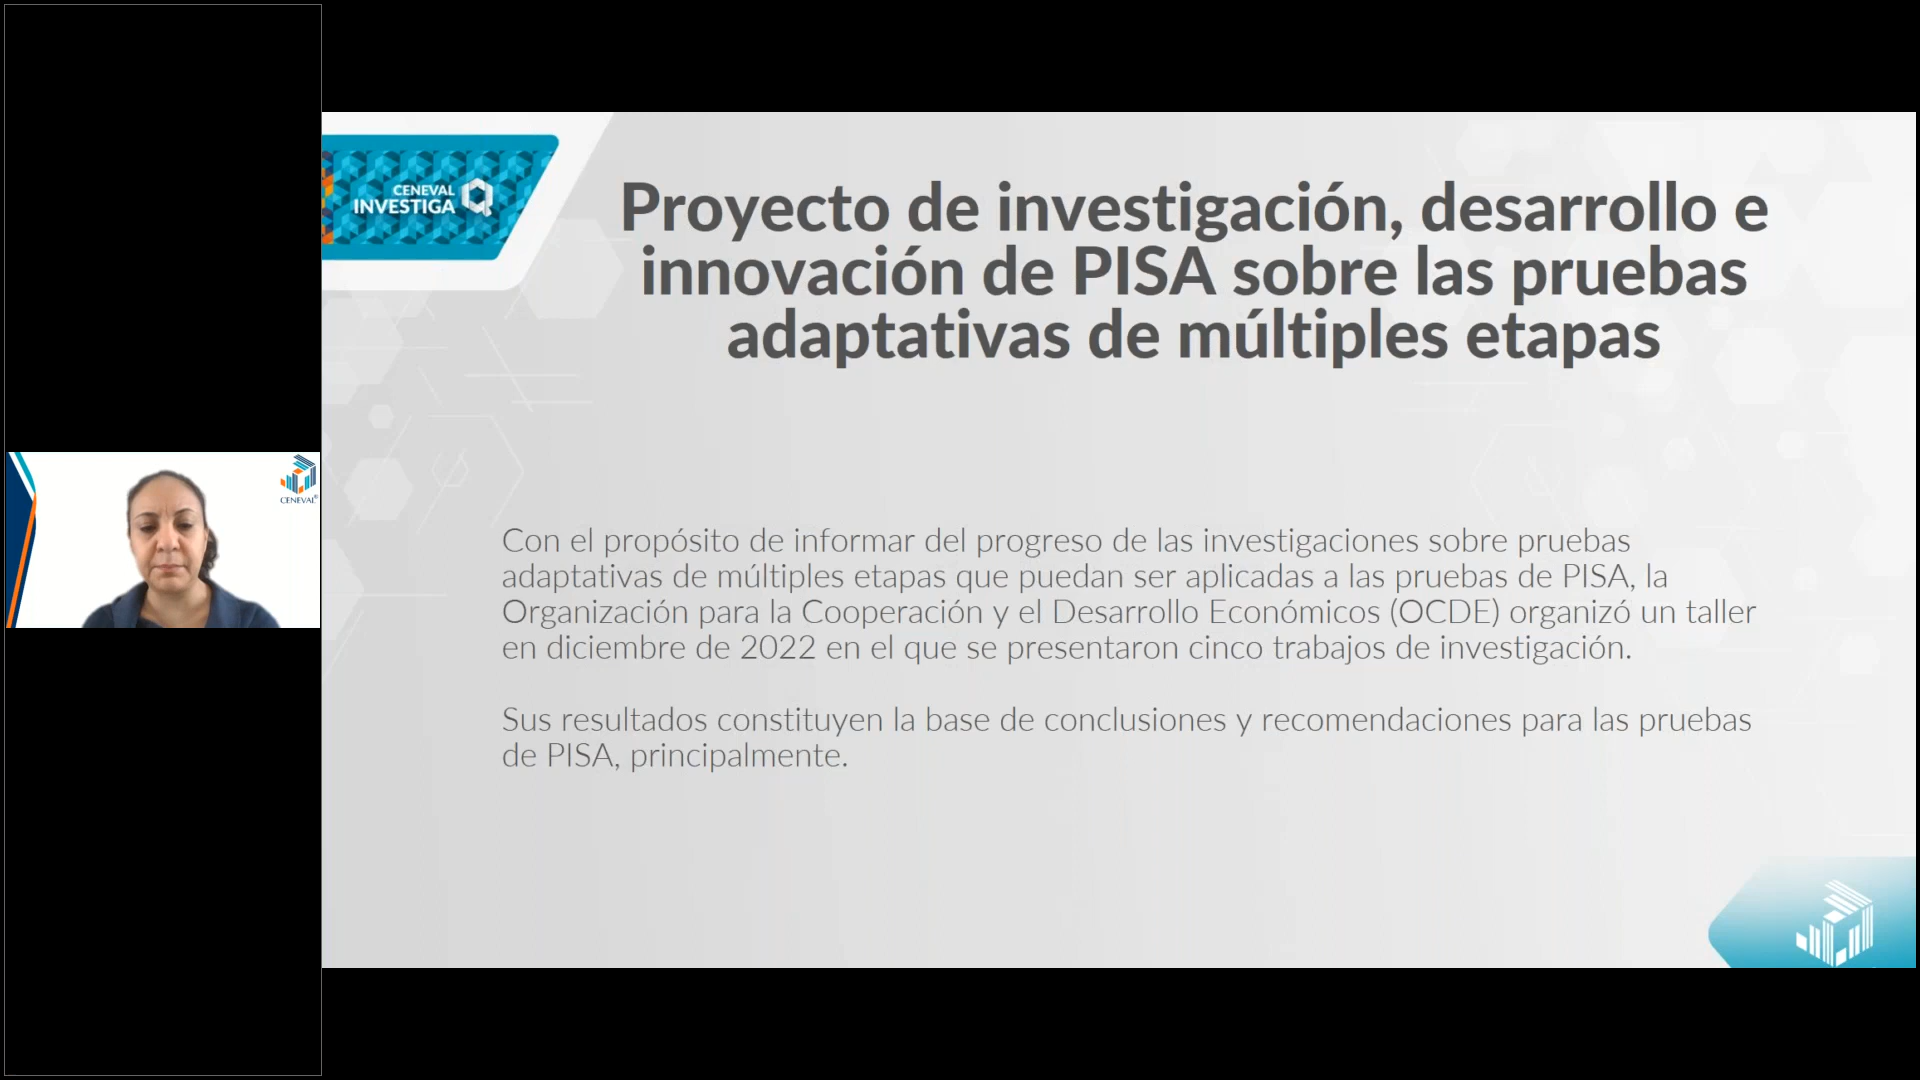 CENEVAL
INVESTIGA
Proyecto de investigación, desarrollo e
innovación de PISA sobre las pruebas
adaptativas de múltiples etapas
CENEVAL®
Con el propósito de informar del progreso de las investigaciones sobre pruebas
adaptativas de múltiples etapas que puedan ser aplicadas a las pruebas de PISA, la
Organización para la Cooperación y el Desarrollo Económicos (OCDE) organizó un taller
en diciembre de 2022 en el que se presentaron cinco trabajos de investigación.
Sus resultados constituyen la base de conclusiones y recomendaciones para las pruebas
de PISA, principalmente.